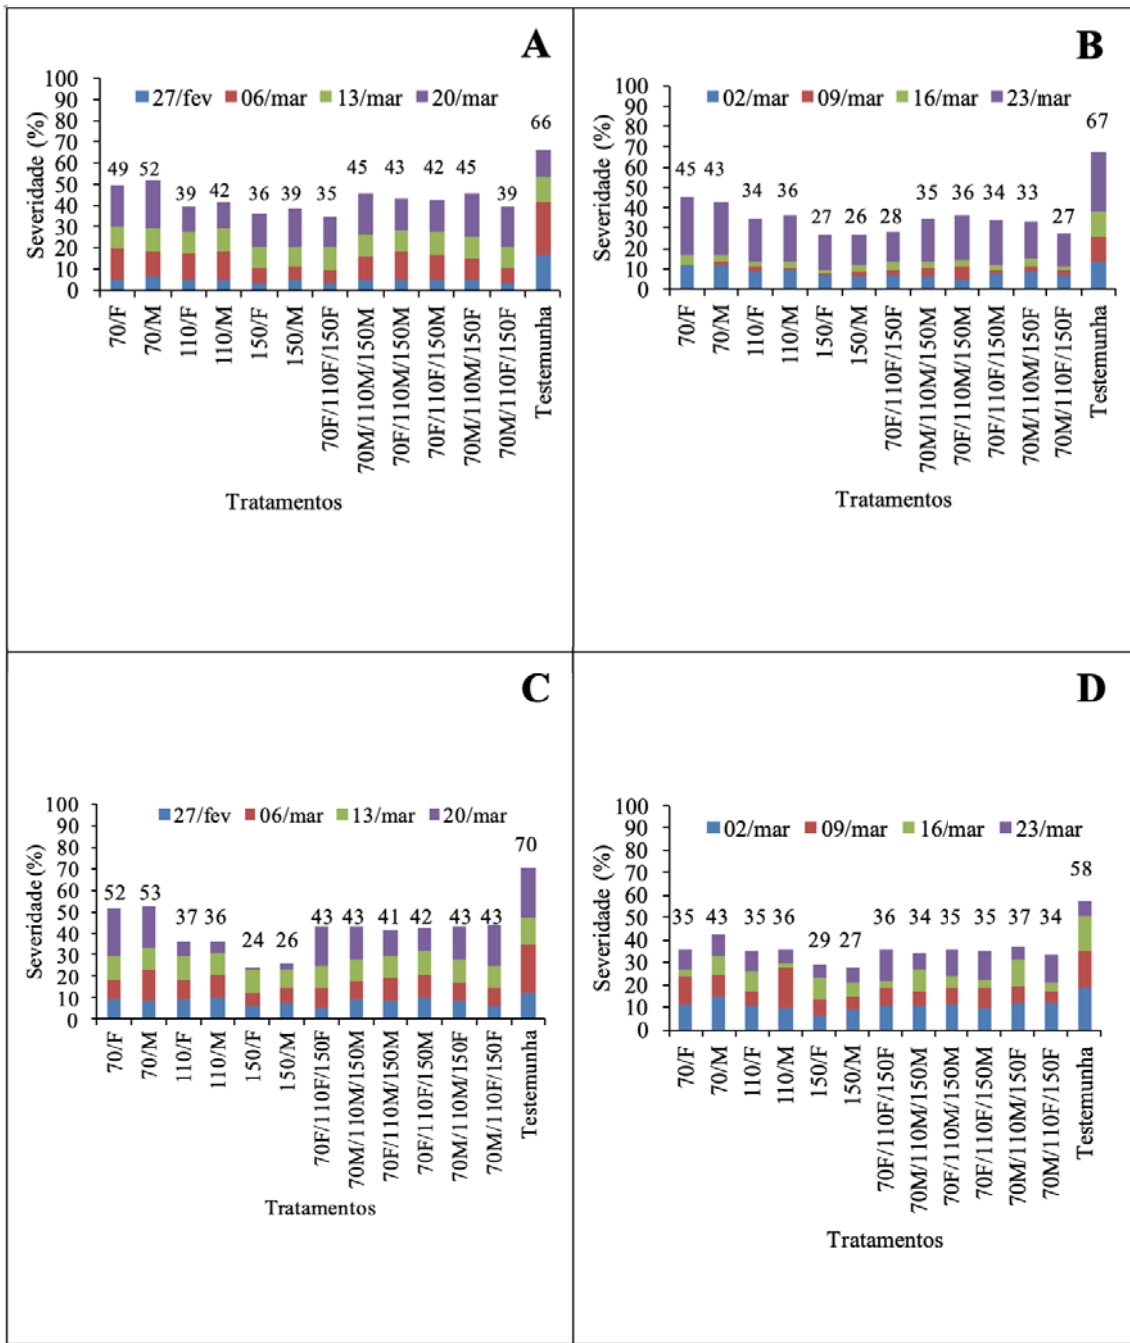 A
Severidade (%)
100
90
80
70
60
50
40
30
20
10
0
27/fev 06/mar 13/mar 20/mar
49 52 39 42 36 39 35 45 43 42 45 39 66
70/F
70/M
110/F
110/M
150/F
150/M
70F/110F/150F
70M/110M/150M
70F/110M/150M
70F/110F/150M
70M/110M/150F
70M/110F/150F
Testemunha
Tratamentos
B
Severidade (%)
100
90
80
70
60
50
40
30
20
10
0
02/mar 09/mar 16/mar 23/mar
45 43 34 36 27 26 28 35 36 34 33 27 67
70/F
70/M
110/F
110/M
150/F
150/M
70F/110F/150F
70M/110M/150M
70F/110M/150M
70F/110F/150M
70M/110M/150F
70M/110F/150F
Testemunha
C
Severidade (%)
100
90
80
70
60
50
40
30
20
10
0
27/fev 06/mar 13/mar 20/mar
52 53 37 36 24 26 43 43 41 42 43 43 70
70/F
70/M
110/F
110/M
150/F
150/M
70F/110F/150F
70M/110M/150M
70F/110M/150M
70F/110F/150M
70M/110M/150F
70M/110F/150F
Testemunha
Tratamentos
D
Severidade (%)
100
90
80
70
60
50
40
30
20
10
0
02/mar 09/mar 16/mar 23/mar
35 43 35 36 29 27 36 34 35 35 37 34 58
70/F
70/M
110/F
110/M
150/F
150/M
70F/110F/150F
70M/110M/150M
70F/110M/150M
70F/110F/150M
70M/110M/150F
70M/110F/150F
Testemunha
Tratamentos